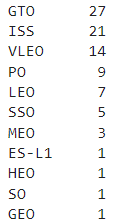 GTO 27
ISS 21
VLEO 14
PO 9
LEO 7
SSO 5
MEO 3
ES-L1 1
HEO 1
SO 1
GEO 1